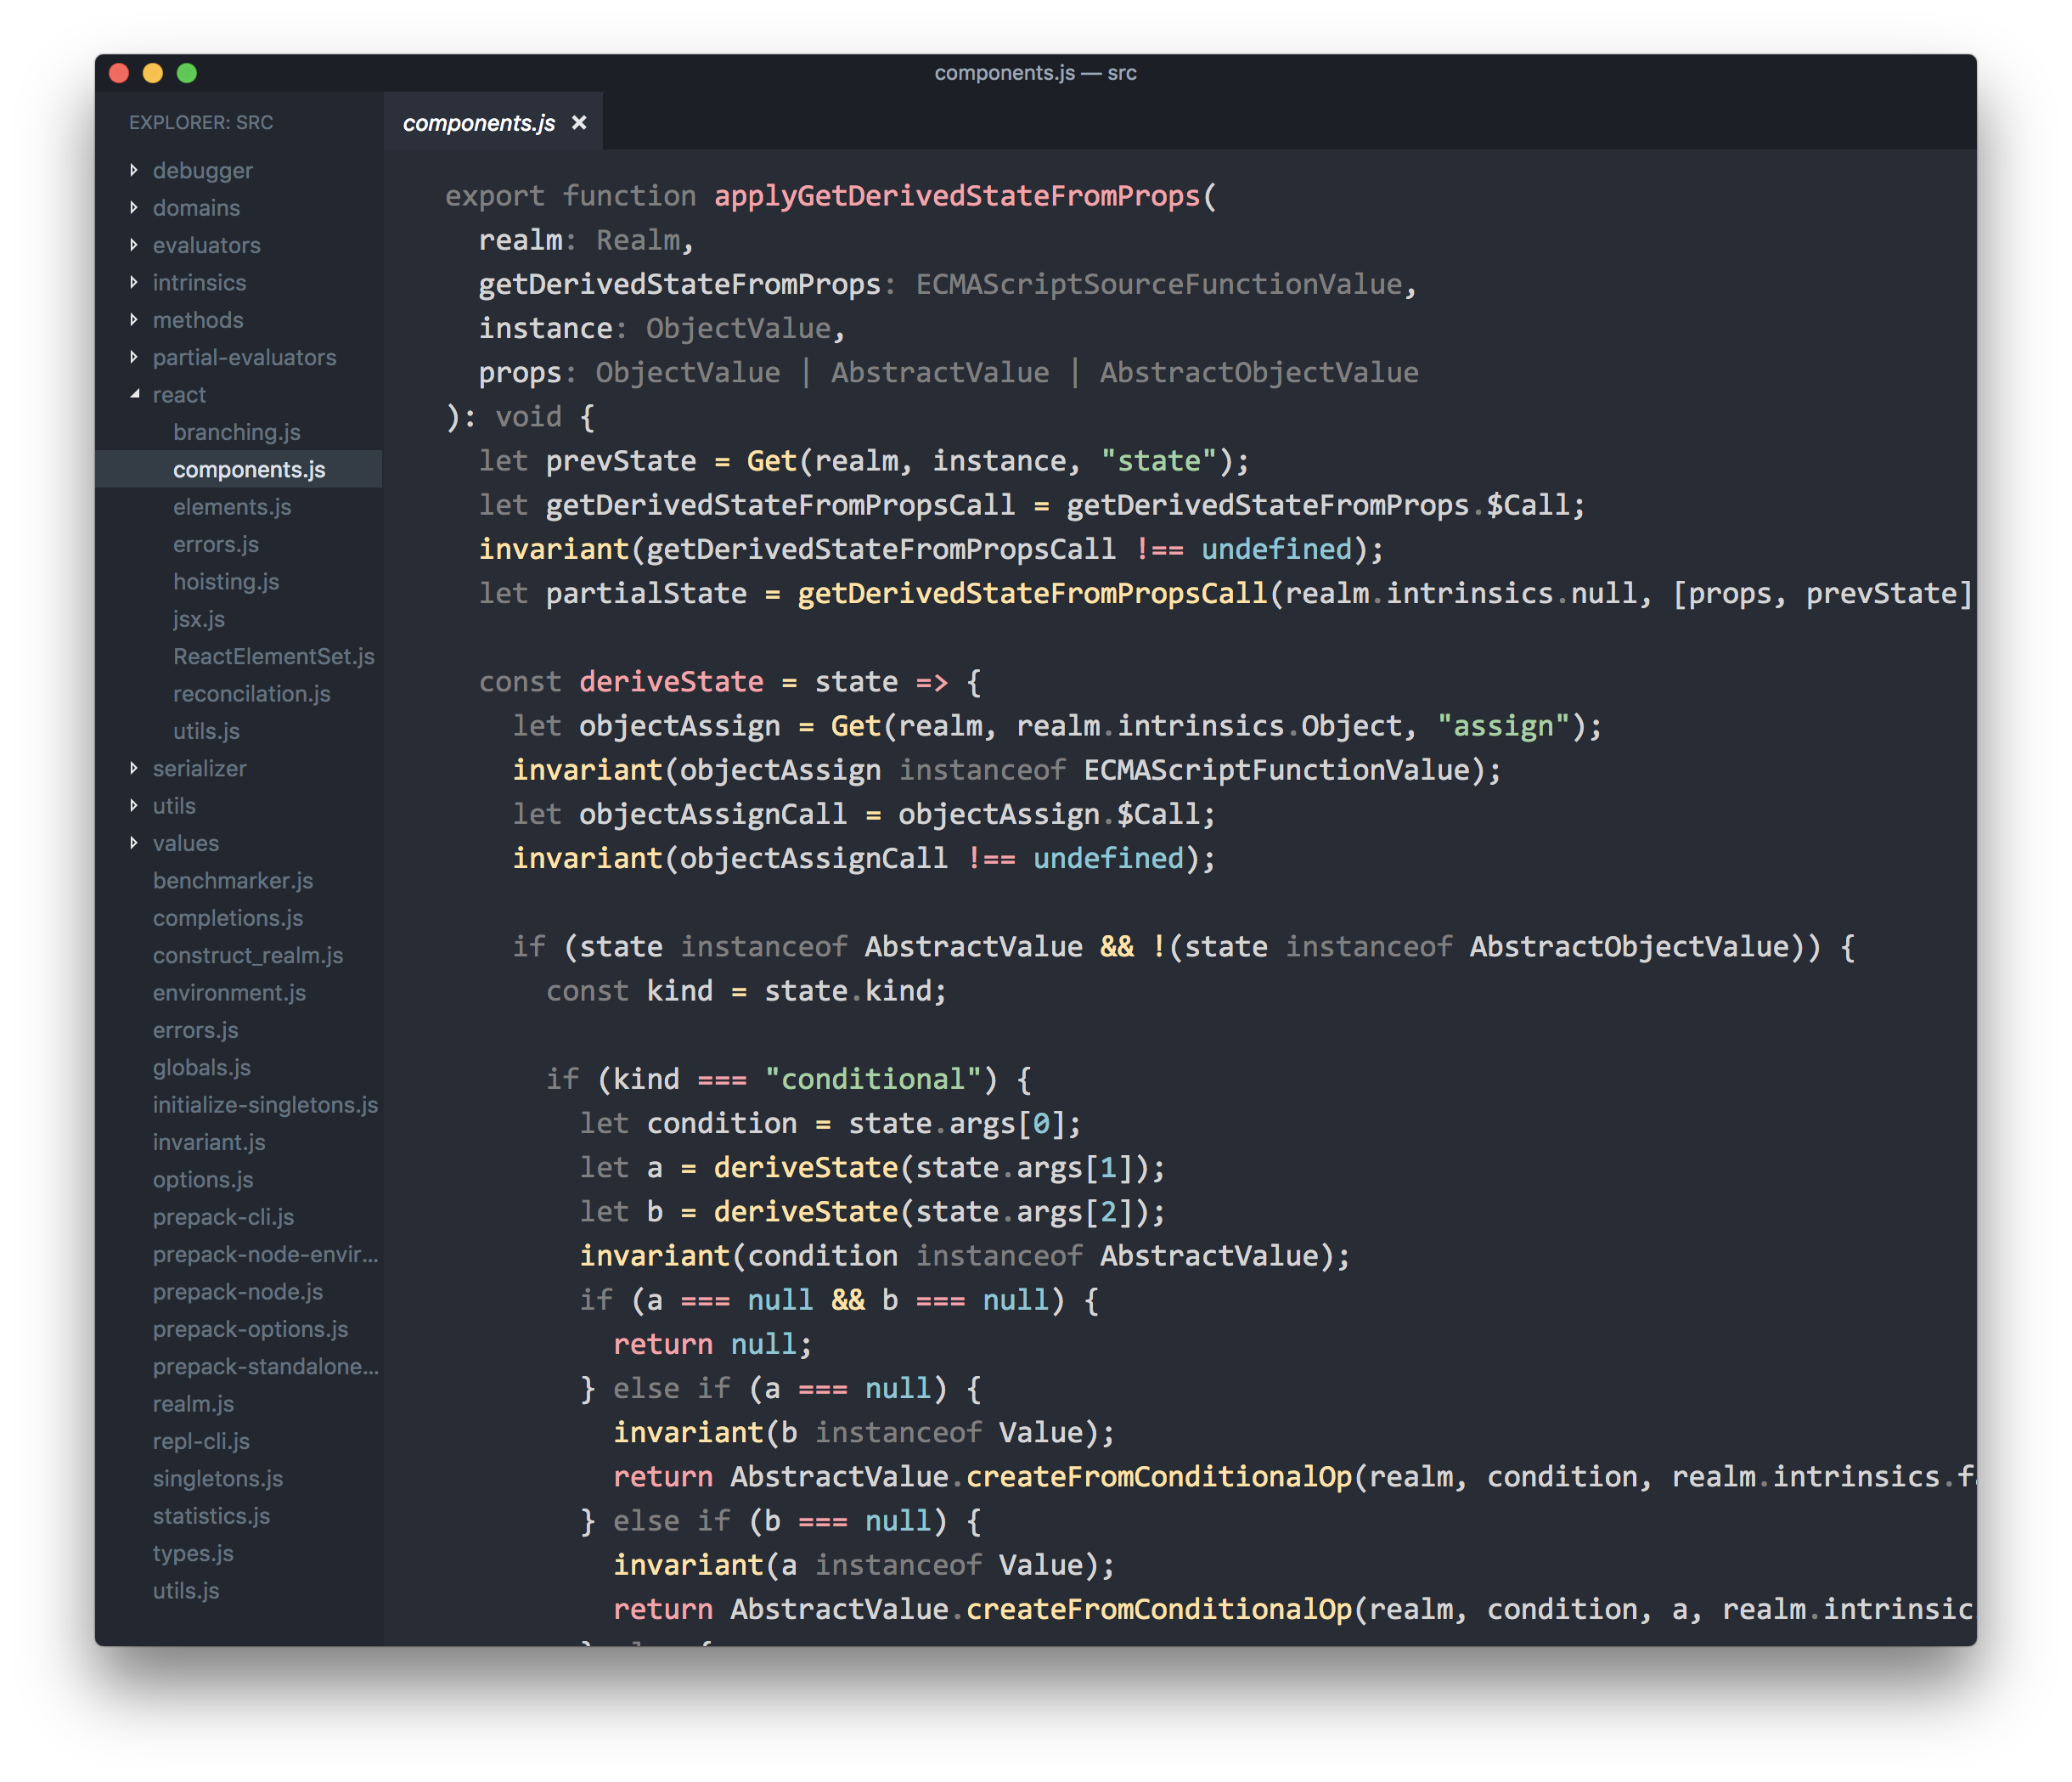 components.js — src
EXPLORER: SRC
debugger
domains
evaluators
intrinsics
methods
partial-evaluators
react
branching.js
components.js
elements.js
errors.js
hoisting.js
jsx.js
ReactElementSet.js
reconcilation.js
utils.js
serializer
utils
values
benchmarker.js
completions.js
construct_realm.js
environment.js
errors.js
globals.js
initialize-singletons.js
invariant.js
options.js
prepack-cli.js
prepack-node-envir...
prepack-node.js
prepack-options.js
prepack-standalone...
realm.js
repl-cli.js
singletons.js
statistics.js
types.js
utils.js
components.js ×
export function applyGetDerivedStateFromProps(
  realm: Realm,
  getDerivedStateFromProps: ECMAScriptSourceFunctionValue,
  instance: ObjectValue,
  props: ObjectValue | AbstractValue | AbstractObjectValue
): void {
  let prevState = Get(realm, instance, "state");
  let getDerivedStateFromPropsCall = getDerivedStateFromProps.$Call;
  invariant(getDerivedStateFromPropsCall !== undefined);
  let partialState = getDerivedStateFromPropsCall(realm.intrinsics.null, [props, prevState]
  const deriveState = state => {
    let objectAssign = Get(realm, realm.intrinsics.Object, "assign");
    invariant(objectAssign instanceof ECMAScriptFunctionValue);
    let objectAssignCall = objectAssign.$Call;
    invariant(objectAssignCall !== undefined);
    if (state instanceof AbstractValue && !(state instanceof AbstractObjectValue)) {
      const kind = state.kind;
      if (kind === "conditional") {
        let condition = state.args[0];
        let a = deriveState(state.args[1]);
        let b = deriveState(state.args[2]);
        invariant(condition instanceof AbstractValue);
        if (a === null && b === null) {
          return null;
        } else if (a === null) {
          invariant(b instanceof Value);
          return AbstractValue.createFromConditionalOp(realm, condition, realm.intrinsics.f
        } else if (b === null) {
          invariant(a instanceof Value);
          return AbstractValue.createFromConditionalOp(realm, condition, a, realm.intrinsic